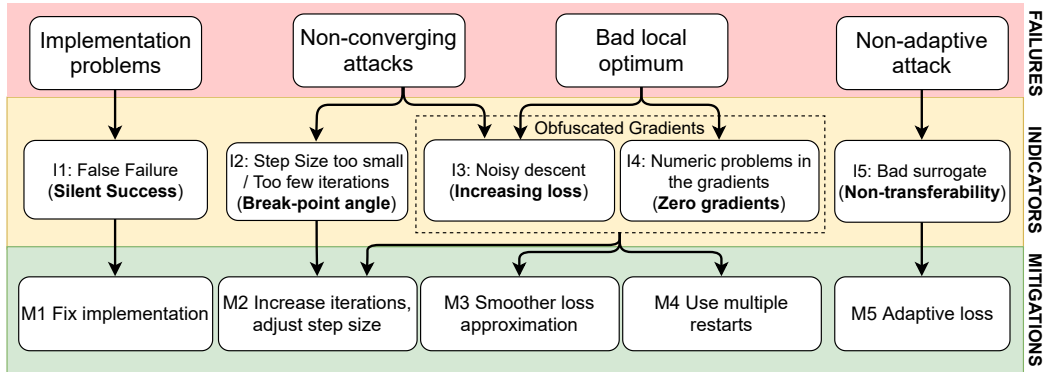 Implementation
problems
Non-converging
attacks
Bad local
optimum
Non-adaptive
attack
FAILURES
Obfuscated Gradients
I1: False Failure
(Silent Success)
I2: Step Size too small
/ Too few iterations
(Break-point angle)
I3: Noisy descent
(Increasing loss)
I4: Numeric problems in
the gradients
(Zero gradients)
I5: Bad surrogate
(Non-transferability)
INDICATORS
M1 Fix implementation
M2 Increase iterations,
adjust step size
M3 Smoother loss
approximation
M4 Use multiple
restarts
M5 Adaptive loss
MITIGATIONS